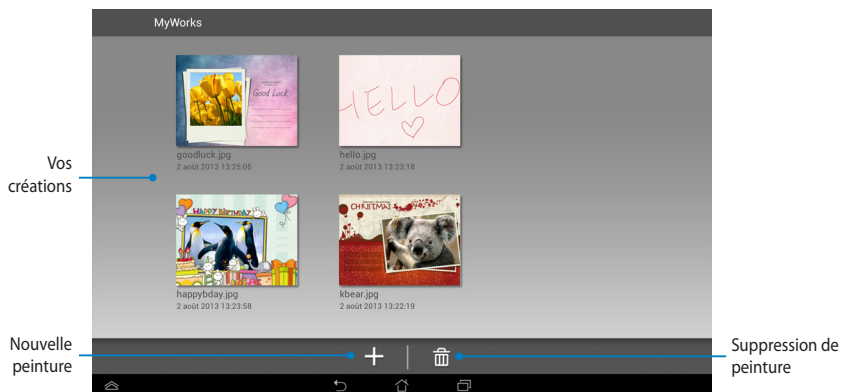 MyWorks
Good Luck
HELLO
goodluck.jpg
2 août 2013 13:25:05
hello.jpg
2 août 2013 13:23:18
Vos
créations
HAPPY BIRTHDAY
CHRISTMAS
happybday.jpg
2 août 2013 13:23:58
kbear.jpg
2 août 2013 13:22:19
Nouvelle
peinture
Suppression de
peinture